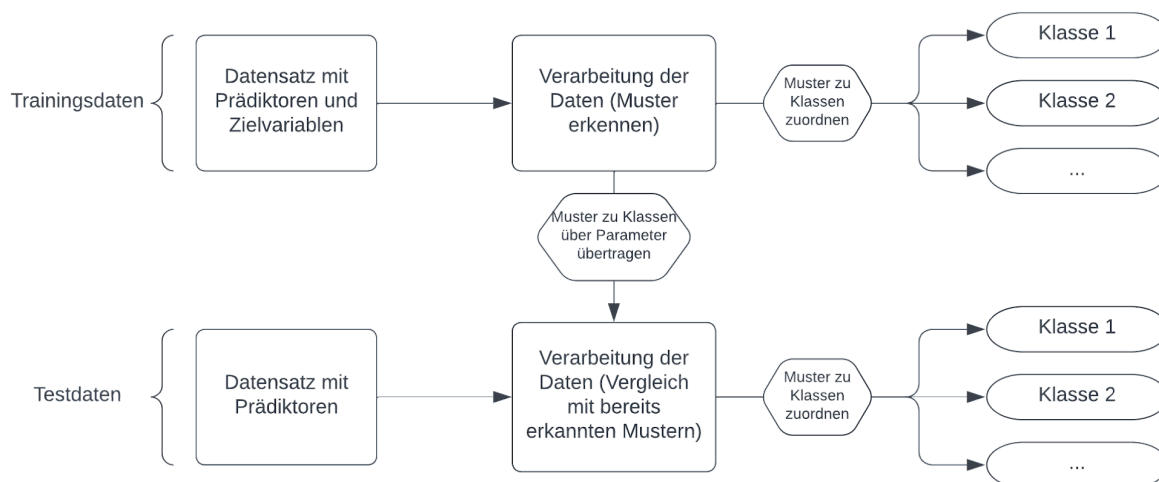 Trainingsdaten
Datensatz mit
Prädiktoren und
Zielvariablen
Verarbeitung der
Daten (Muster
erkennen)
Muster zu
Klassen
zuordnen
Klasse 1
Klasse 2
...
Muster zu Klassen
über Parameter
übertragen
Testdaten
Datensatz mit
Prädiktoren
Verarbeitung der
Daten (Vergleich
mit bereits
erkannten Mustern)
Muster zu
Klassen
zuordnen
Klasse 1
Klasse 2
...